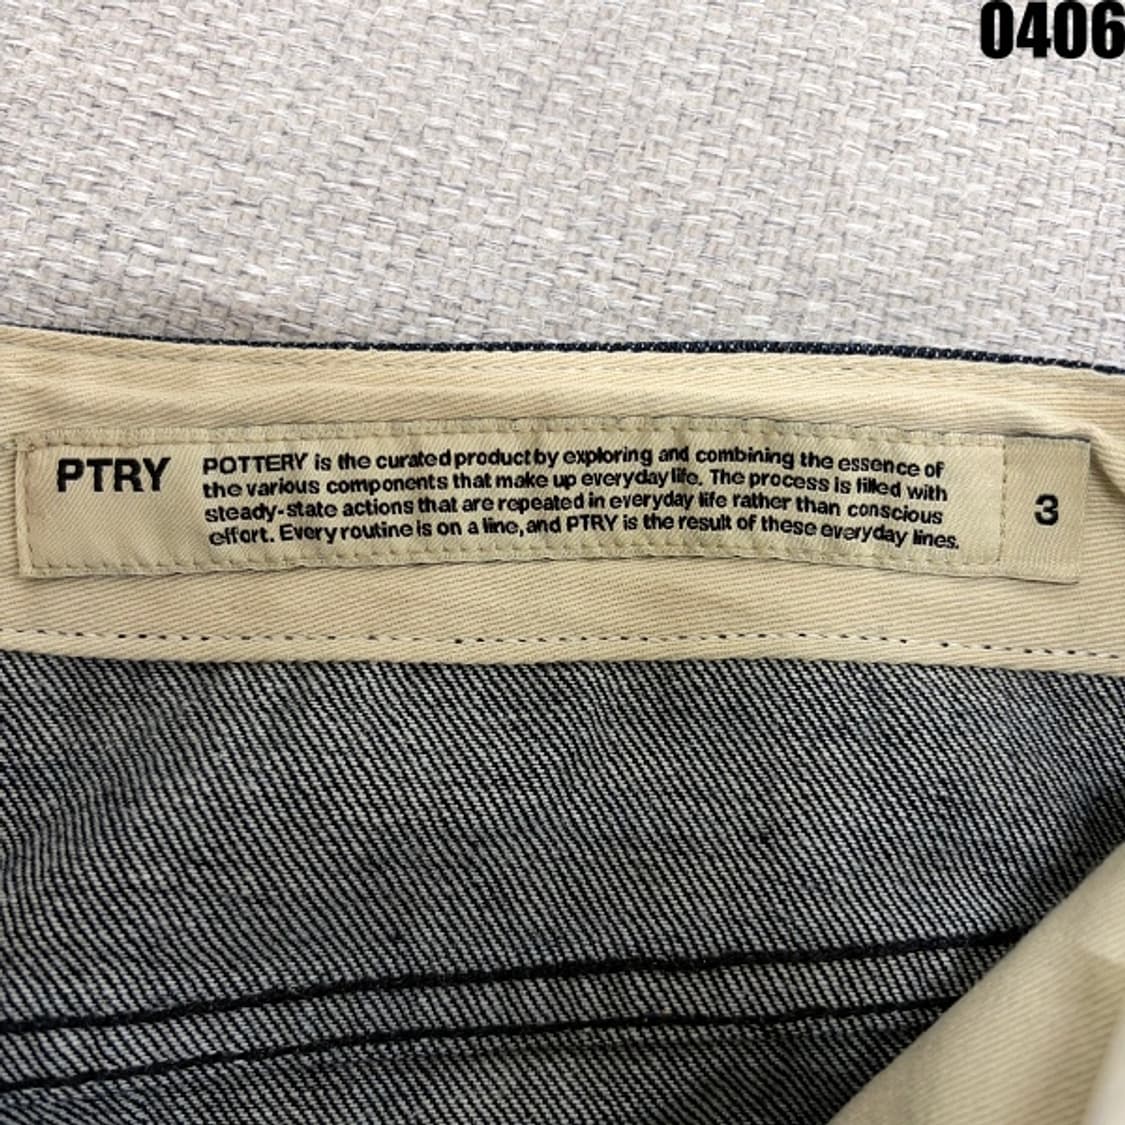 0406
PTRY
POTTERY is the curated product by exploring and combining the essence of
the various components that make up everyday life. The process is filled with
steady-state actions that are repeated in everyday life rather than conscious
effort. Every routine is on a line, and PTRY is the result of these everyday lines.
3